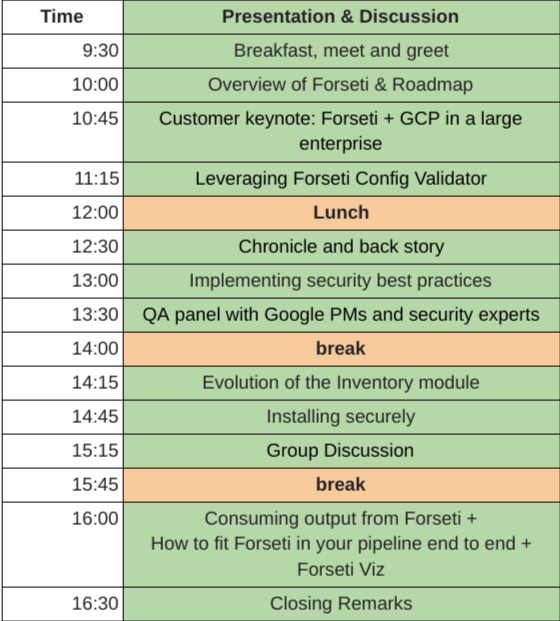 Time Presentation & Discussion
9:30 Breakfast, meet and greet
10:00 Overview of Forseti & Roadmap
10:45 Customer keynote: Forseti + GCP in a large
enterprise
11:15 Leveraging Forseti Config Validator
12:00 Lunch
12:30 Chronicle and back story
13:00 Implementing security best practices
13:30 QA panel with Google PMs and security experts
14:00 break
14:15 Evolution of the Inventory module
14:45 Installing securely
15:15 Group Discussion
15:45 break
16:00 Consuming output from Forseti +
How to fit Forseti in your pipeline end to end +
Forseti Viz
16:30 Closing Remarks